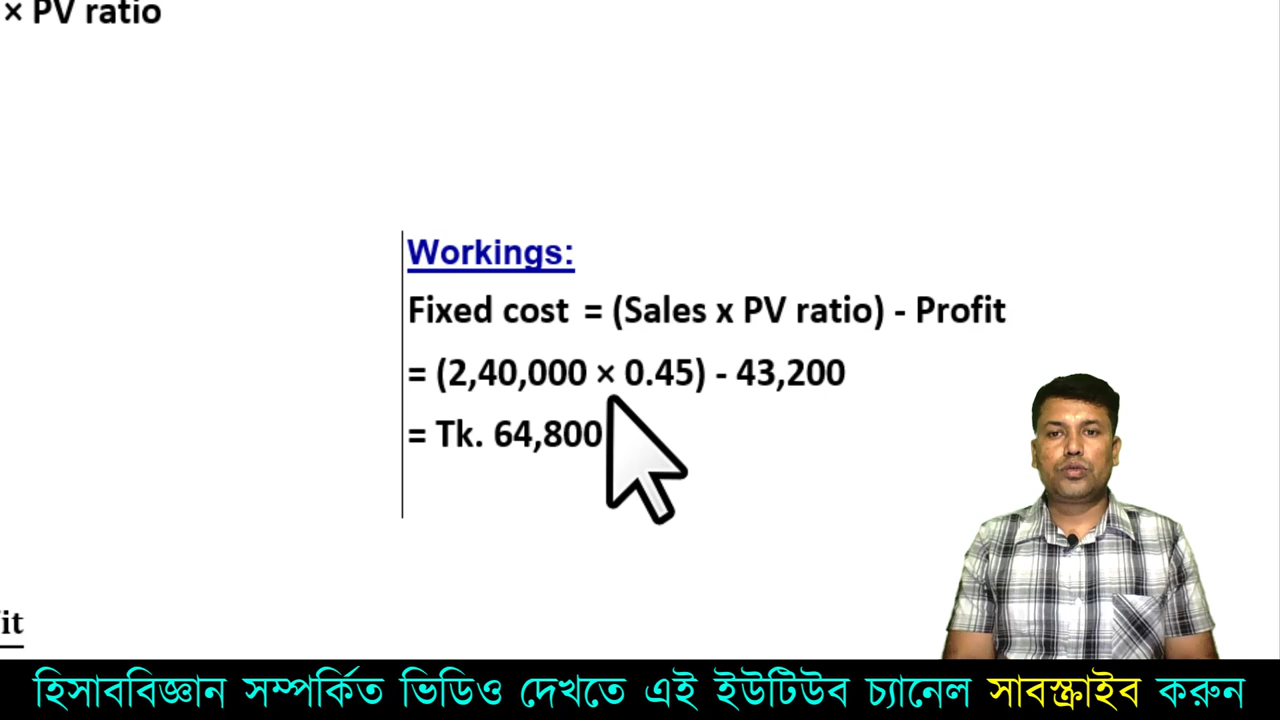 × PV ratio
Workings:
Fixed cost = (Sales x PV ratio) - Profit
= (2,40,000 × 0.45) - 43,200
= Tk. 64,800
it
হিসাববিজ্ঞান সম্পর্কিত ভিডিও দেখতে এই ইউটিউব চ্যানেল সাবস্ক্রাইব করুন